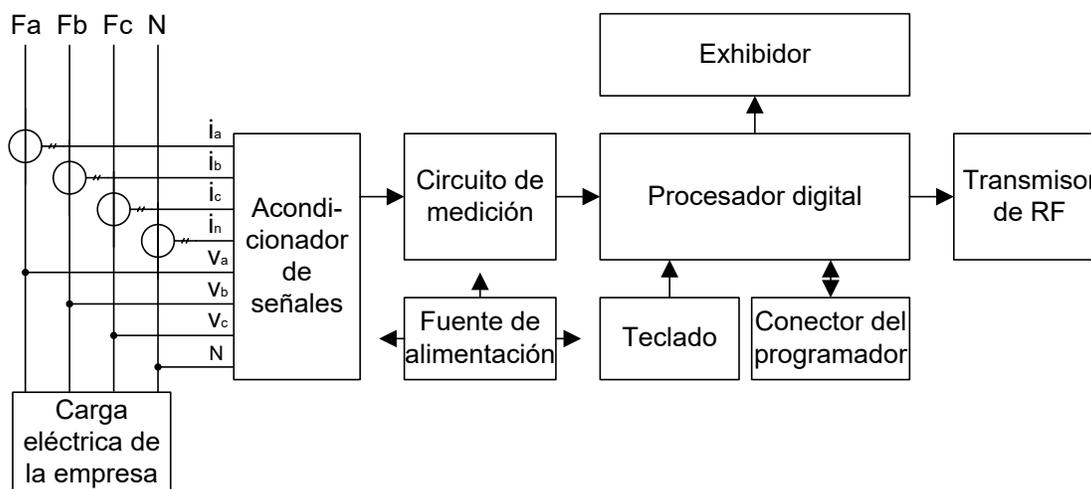 Fa Fb Fc N
Exhibidor
ia
ib
ic
in
va
vb
vc
N
Acondi-
cionador
de
señales
Circuito de
medición
Procesador digital
Transmisor
de RF
Fuente de
alimentación
Teclado
Conector del
programador
Carga
eléctrica de
la empresa